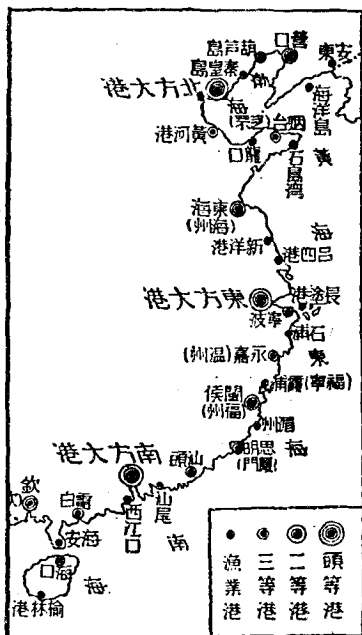 安東
營口
葫芦島
秦皇島
北方大港
海
海洋島
黃河港
烟台
(芝罘)
龍口
石島湾
黃海
東海
(海州)
新洋港
呂四港
東方大港
長塗港
寧波
石浦
東海
永嘉(溫州)
霞浦(福寧)
閩侯
(福州)
湄州
思明
(廈門)
汕頭
汕尾
南方大港
西江口
電白
欽
海安
海口
榆林港
南海
頭等港
二等港
三等港
漁業港